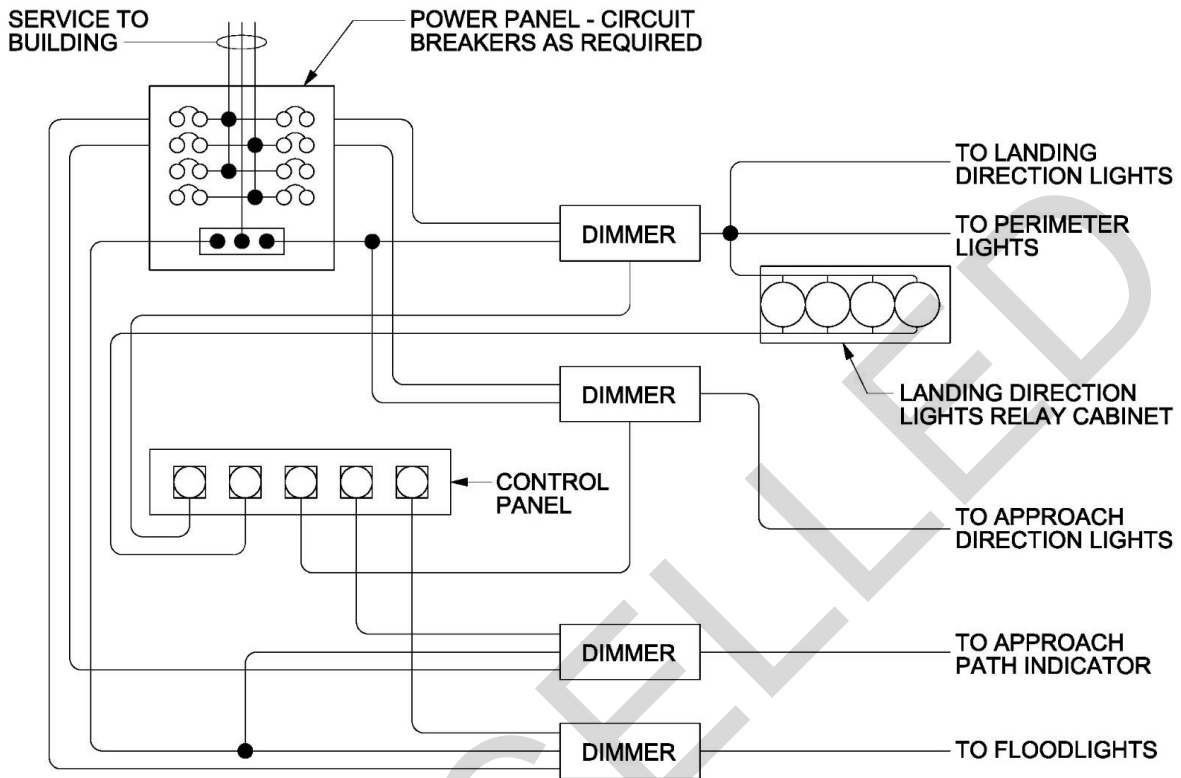 SERVICE TO
BUILDING
POWER PANEL - CIRCUIT
BREAKERS AS REQUIRED
TO LANDING
DIRECTION LIGHTS
DIMMER
TO PERIMETER
LIGHTS
DIMMER
LANDING DIRECTION
LIGHTS RELAY CABINET
CONTROL
PANEL
TO APPROACH
DIRECTION LIGHTS
DIMMER
TO APPROACH
PATH INDICATOR
DIMMER
TO FLOODLIGHTS
CELLED